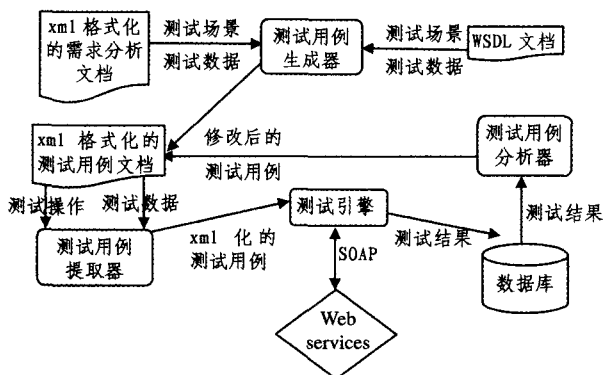 xml 格式化
的需求分析
文档
测试场景
测试数据
测试用例
生成器
测试场景
测试数据
WSDL 文档
xml 格式化的
测试用例文档
修改后的
测试用例
测试用例
分析器
测试操作
测试数据
测试用例
提取器
xml 化的
测试用例
测试引擎
SOAP
测试结果
测试结果
数据库
Web
services